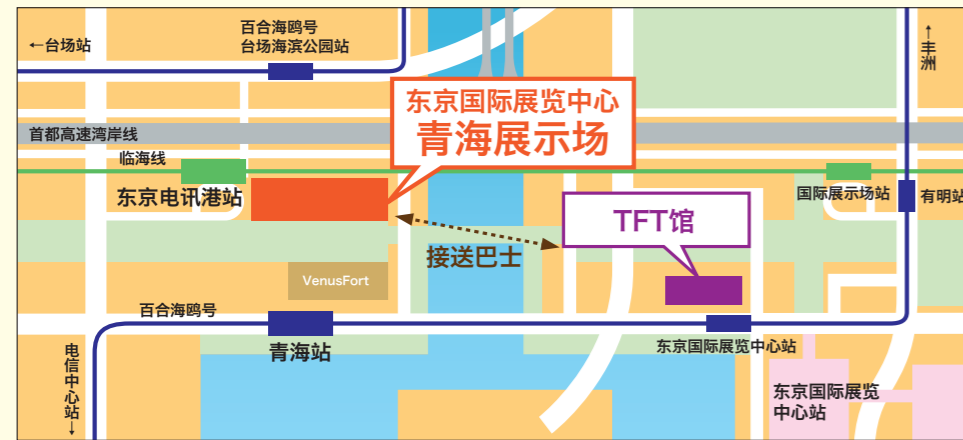 ←台场站
百合海鸥号
台场海滨公园站
↑丰洲
东京国际展览中心
青海展示场
首都高速湾岸线
临海线
东京电讯港站
国际展示场站
有明站
TFT馆
接送巴士
VenusFort
百合海鸥号
青海站
东京国际展览中心站
电信中心站↓
东京国际展览
中心站